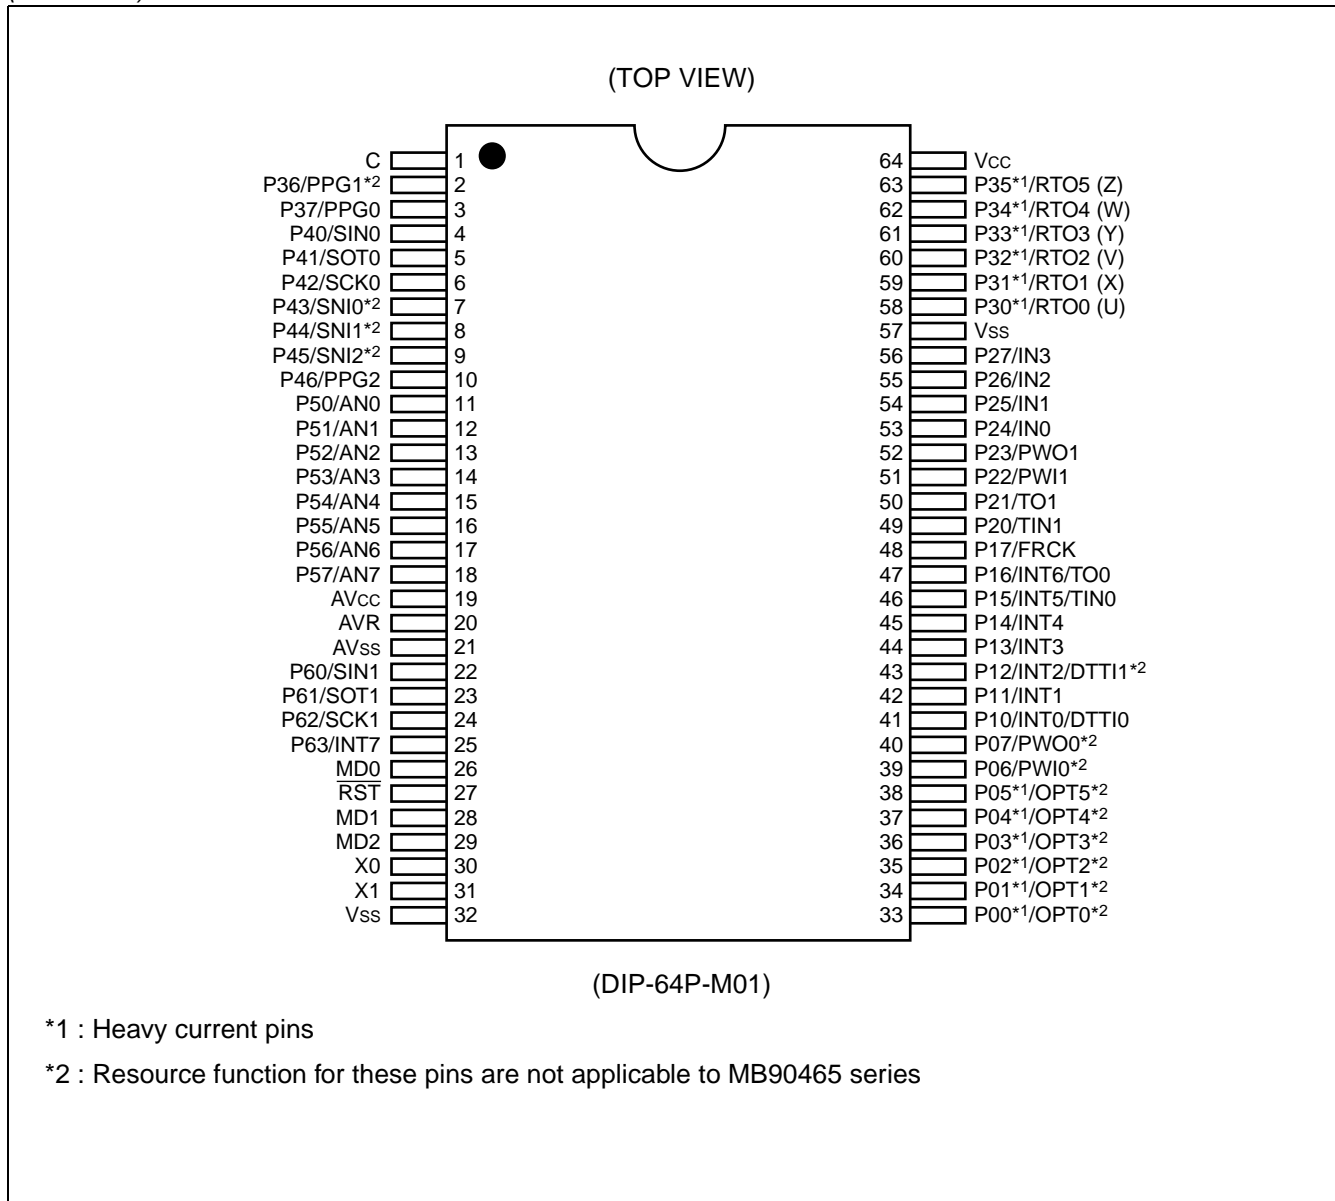 (TOP VIEW)
C 1 64 Vcc
P36/PPG1*2 2 63 P35*1/RTO5 (Z)
P37/PPG0 3 62 P34*1/RTO4 (W)
P40/SIN0 4 61 P33*1/RTO3 (Y)
P41/SOT0 5 60 P32*1/RTO2 (V)
P42/SCK0 6 59 P31*1/RTO1 (X)
P43/SNI0*2 7 58 P30*1/RTO0 (U)
P44/SNI1*2 8 57 Vss
P45/SNI2*2 9 56 P27/IN3
P46/PPG2 10 55 P26/IN2
P50/AN0 11 54 P25/IN1
P51/AN1 12 53 P24/IN0
P52/AN2 13 52 P23/PWO1
P53/AN3 14 51 P22/PWI1
P54/AN4 15 50 P21/TO1
P55/AN5 16 49 P20/TIN1
P56/AN6 17 48 P17/FRCK
P57/AN7 18 47 P16/INT6/TO0
AVcc 19 46 P15/INT5/TIN0
AVR 20 45 P14/INT4
AVss 21 44 P13/INT3
P60/SIN1 22 43 P12/INT2/DTTI1*2
P61/SOT1 23 42 P11/INT1
P62/SCK1 24 41 P10/INT0/DTTI0
P63/INT7 25 40 P07/PWO0*2
MD0 26 39 P06/PWI0*2
RST 27 38 P05*1/OPT5*2
MD1 28 37 P04*1/OPT4*2
MD2 29 36 P03*1/OPT3*2
X0 30 35 P02*1/OPT2*2
X1 31 34 P01*1/OPT1*2
Vss 32 33 P00*1/OPT0*2
(DIP-64P-M01)
*1 : Heavy current pins
*2 : Resource function for these pins are not applicable to MB90465 series